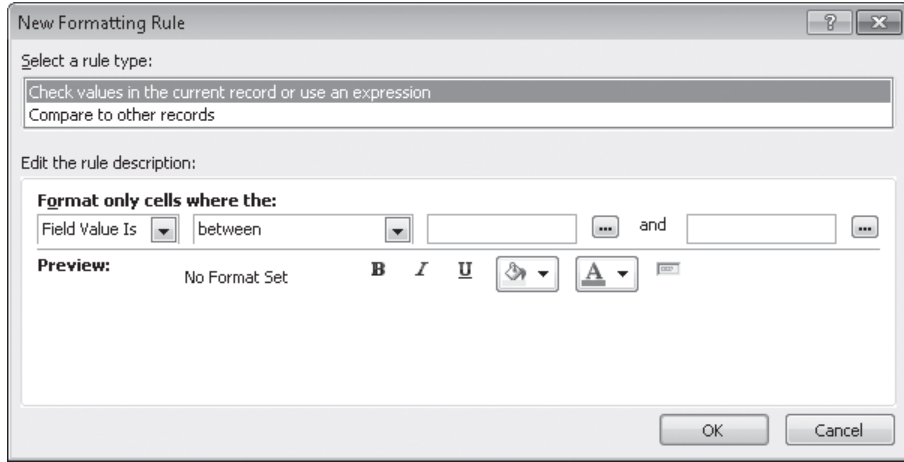 New Formatting Rule
Select a rule type:
Check values in the current record or use an expression
Compare to other records
Edit the rule description:
Format only cells where the:
Field Value Is between ... and ...
Preview: No Format Set B I U A
OK Cancel